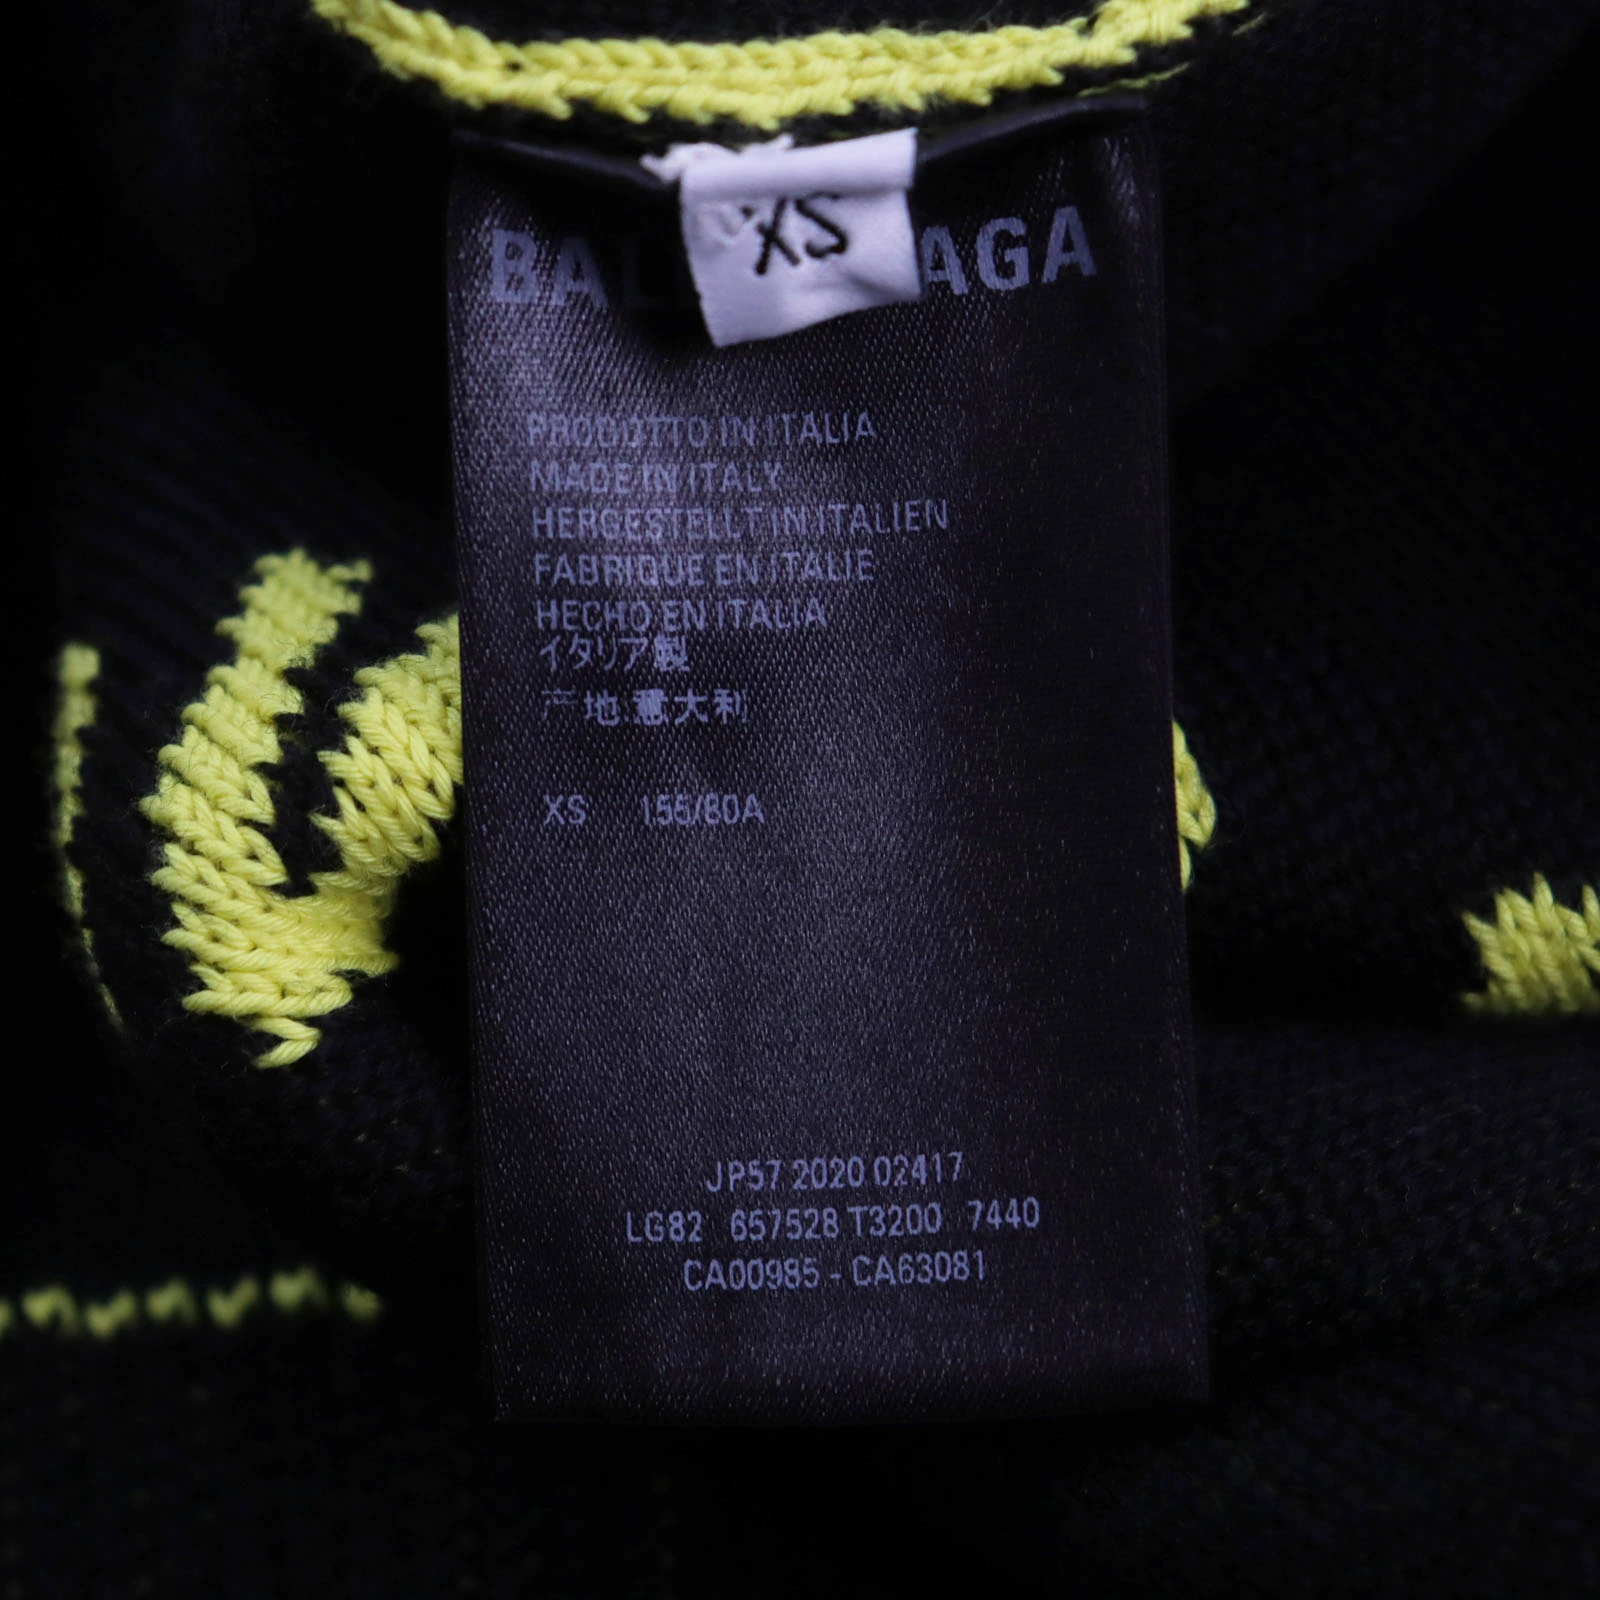 XS
BAL AGA
PRODOTTO IN ITALIA
MADE IN ITALY
HERGESTELLT IN ITALIEN
FABRIQUE EN ITALIE
HECHO EN ITALIA
イタリア製
产地:意大利
XS 155/80A
JP57 2020 02417
LG82 657528 T3200 7440
CA00985 - CA63081